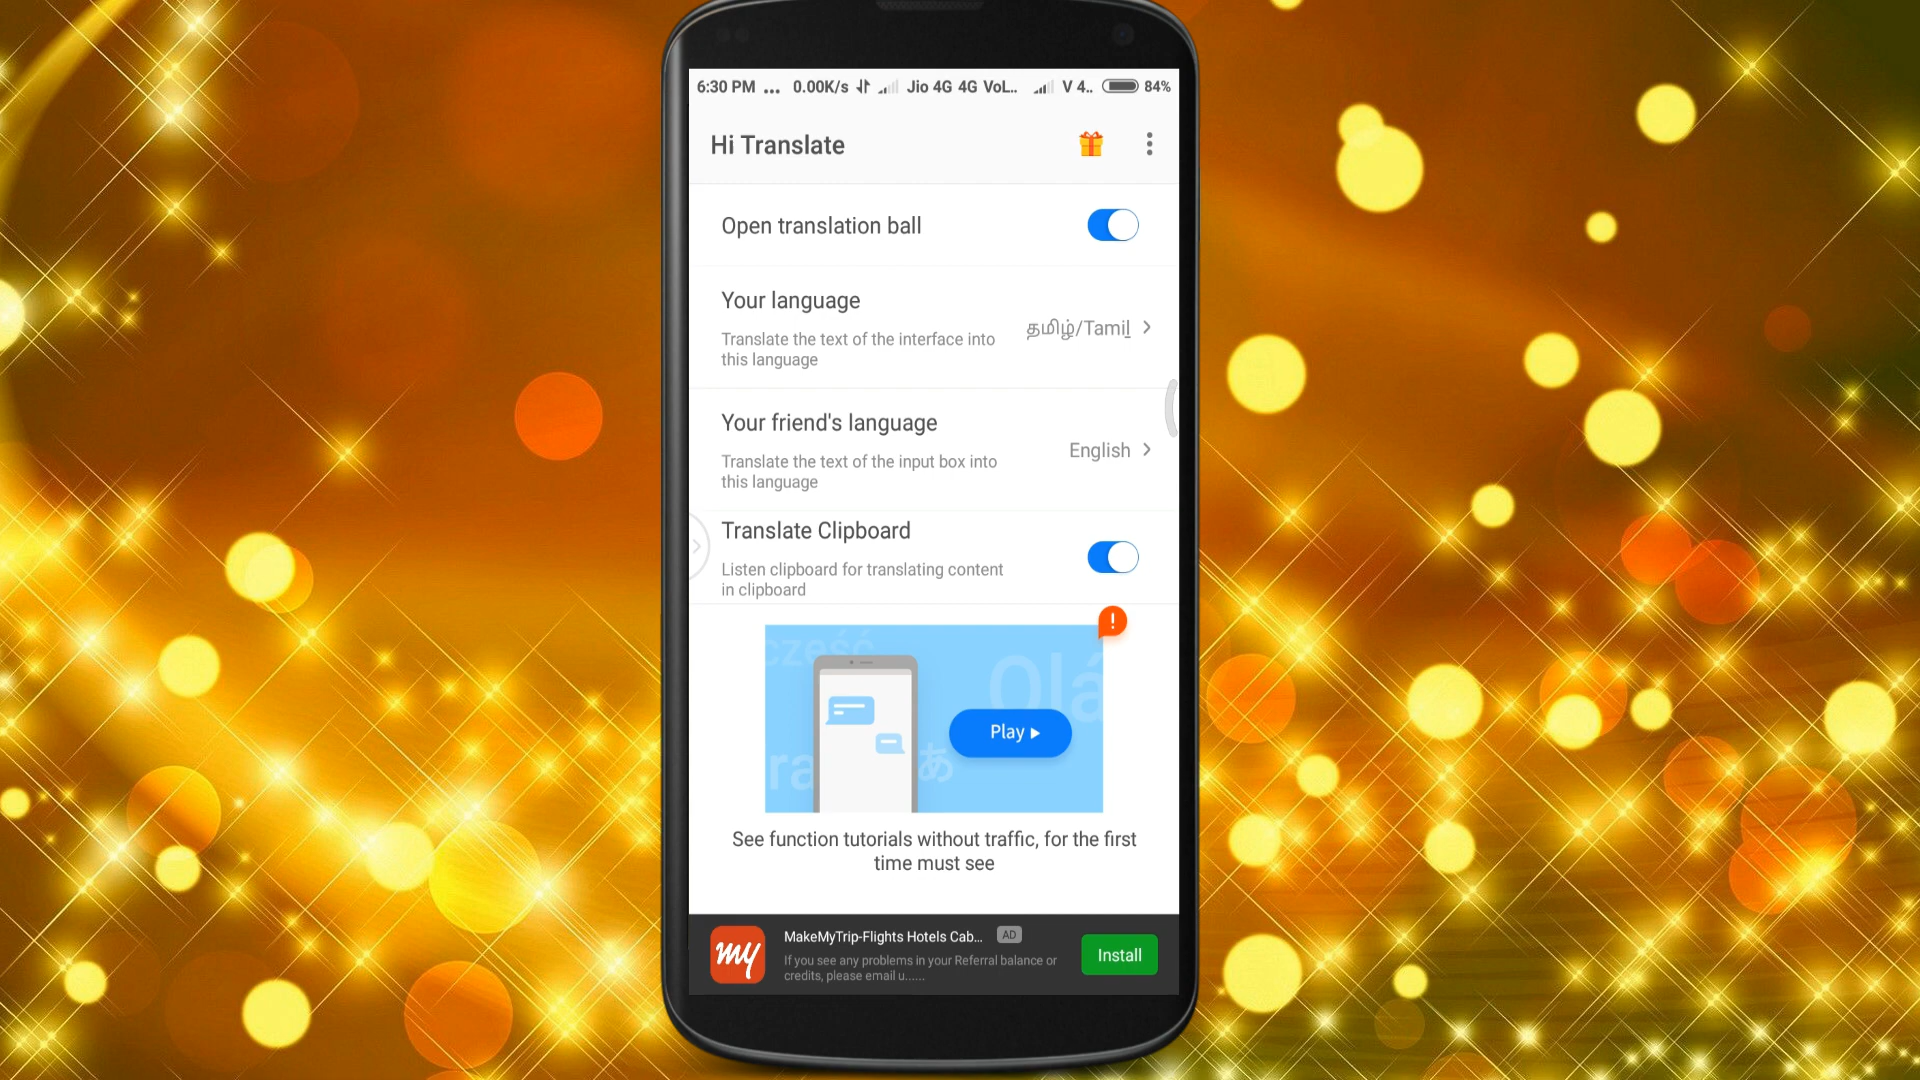 6:30 PM ... 0.00K/s Jio 4G 4G VoL.. V 4.. 84%
Hi Translate
Open translation ball
Your language
Translate the text of the interface into
this language
தமிழ்/Tamiḻ
Your friend's language
Translate the text of the input box into
this language
English
Translate Clipboard
Listen clipboard for translating content
in clipboard
cześć
Olá
Play
ra
あ
See function tutorials without traffic, for the first
time must see
my
MakeMyTrip-Flights Hotels Cab... AD
If you see any problems in your Referral balance or
credits, please email u......
Install